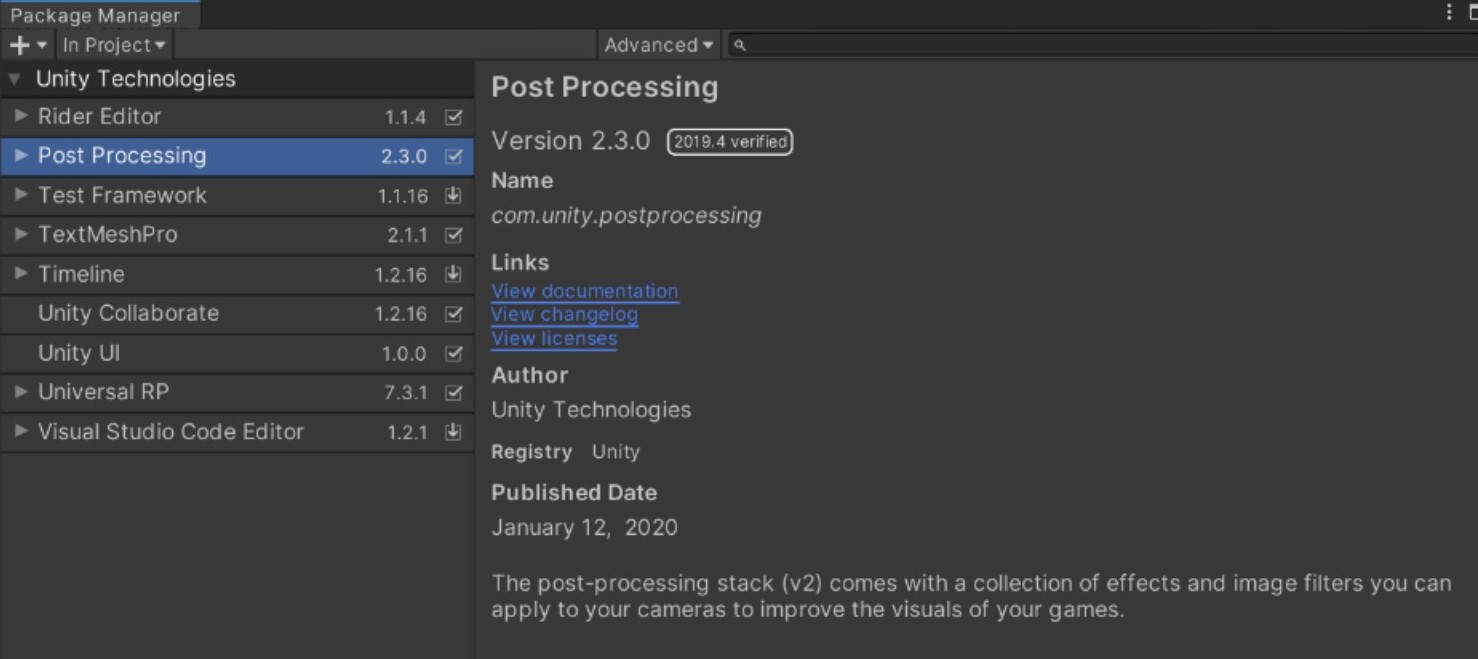 Package Manager
In Project
Advanced
Unity Technologies
Rider Editor 1.1.4
Post Processing 2.3.0
Test Framework 1.1.16
TextMeshPro 2.1.1
Timeline 1.2.16
Unity Collaborate 1.2.16
Unity UI 1.0.0
Universal RP 7.3.1
Visual Studio Code Editor 1.2.1
Post Processing
Version 2.3.0 2019.4 verified
Name
com.unity.postprocessing
Links
View documentation
View changelog
View licenses
Author
Unity Technologies
Registry Unity
Published Date
January 12, 2020
The post-processing stack (v2) comes with a collection of effects and image filters you can
apply to your cameras to improve the visuals of your games.